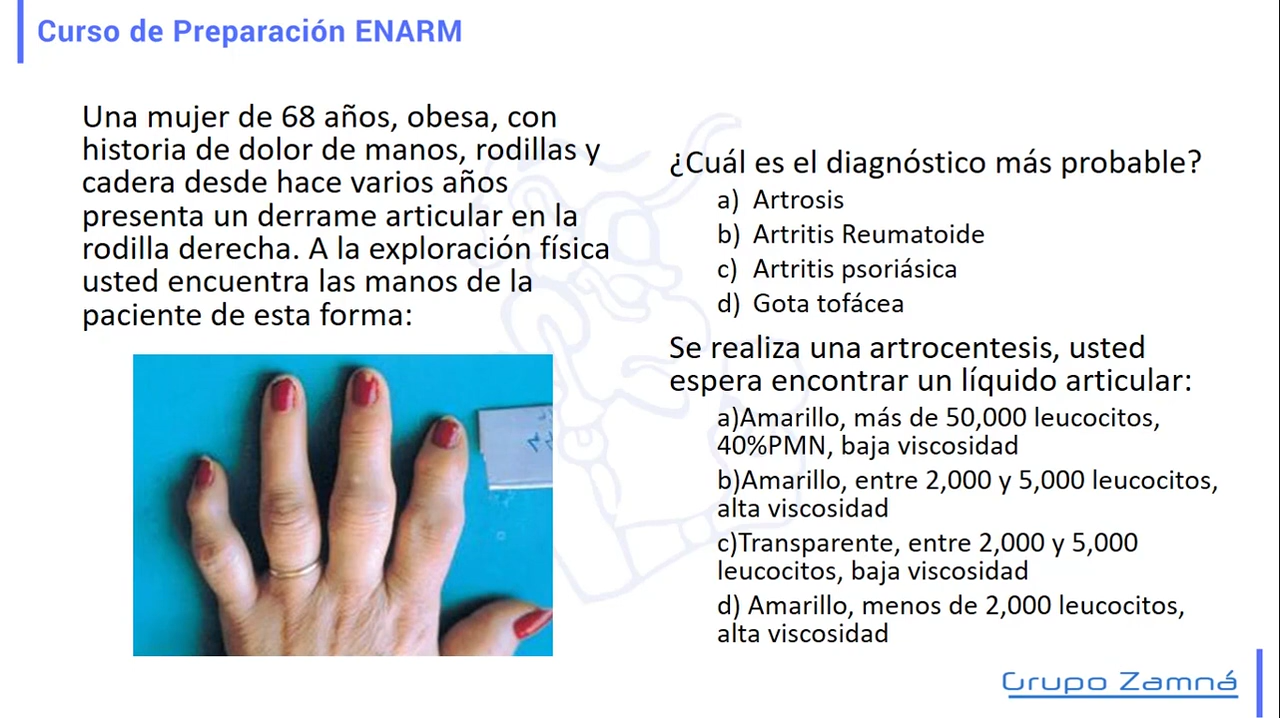 Curso de Preparación ENARM
Una mujer de 68 años, obesa, con
historia de dolor de manos, rodillas y
cadera desde hace varios años
presenta un derrame articular en la
rodilla derecha. A la exploración física
usted encuentra las manos de la
paciente de esta forma:
¿Cuál es el diagnóstico más probable?
a) Artrosis
b) Artritis Reumatoide
c) Artritis psoriásica
d) Gota tofácea
Se realiza una artrocentesis, usted
espera encontrar un líquido articular:
a)Amarillo, más de 50,000 leucocitos,
40%PMN, baja viscosidad
b)Amarillo, entre 2,000 y 5,000 leucocitos,
alta viscosidad
c)Transparente, entre 2,000 y 5,000
leucocitos, baja viscosidad
d) Amarillo, menos de 2,000 leucocitos,
alta viscosidad
Grupo Zamná